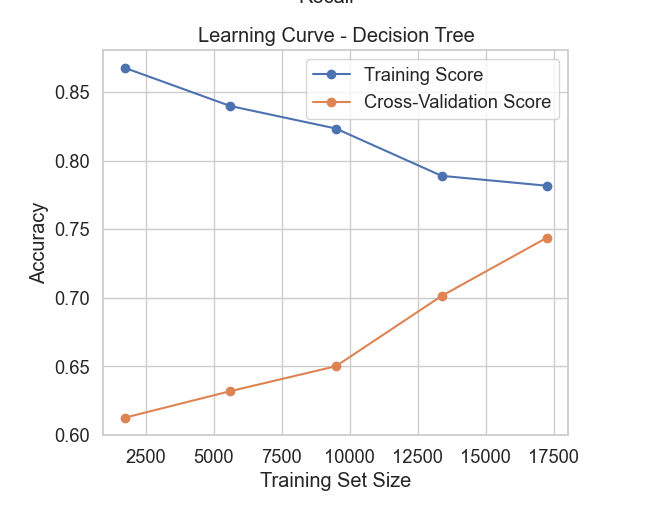 Recall
Learning Curve - Decision Tree
Training Score
Cross-Validation Score
0.85
0.80
0.75
0.70
0.65
0.60
Accuracy
2500 5000 7500 10000 12500 15000 17500
Training Set Size